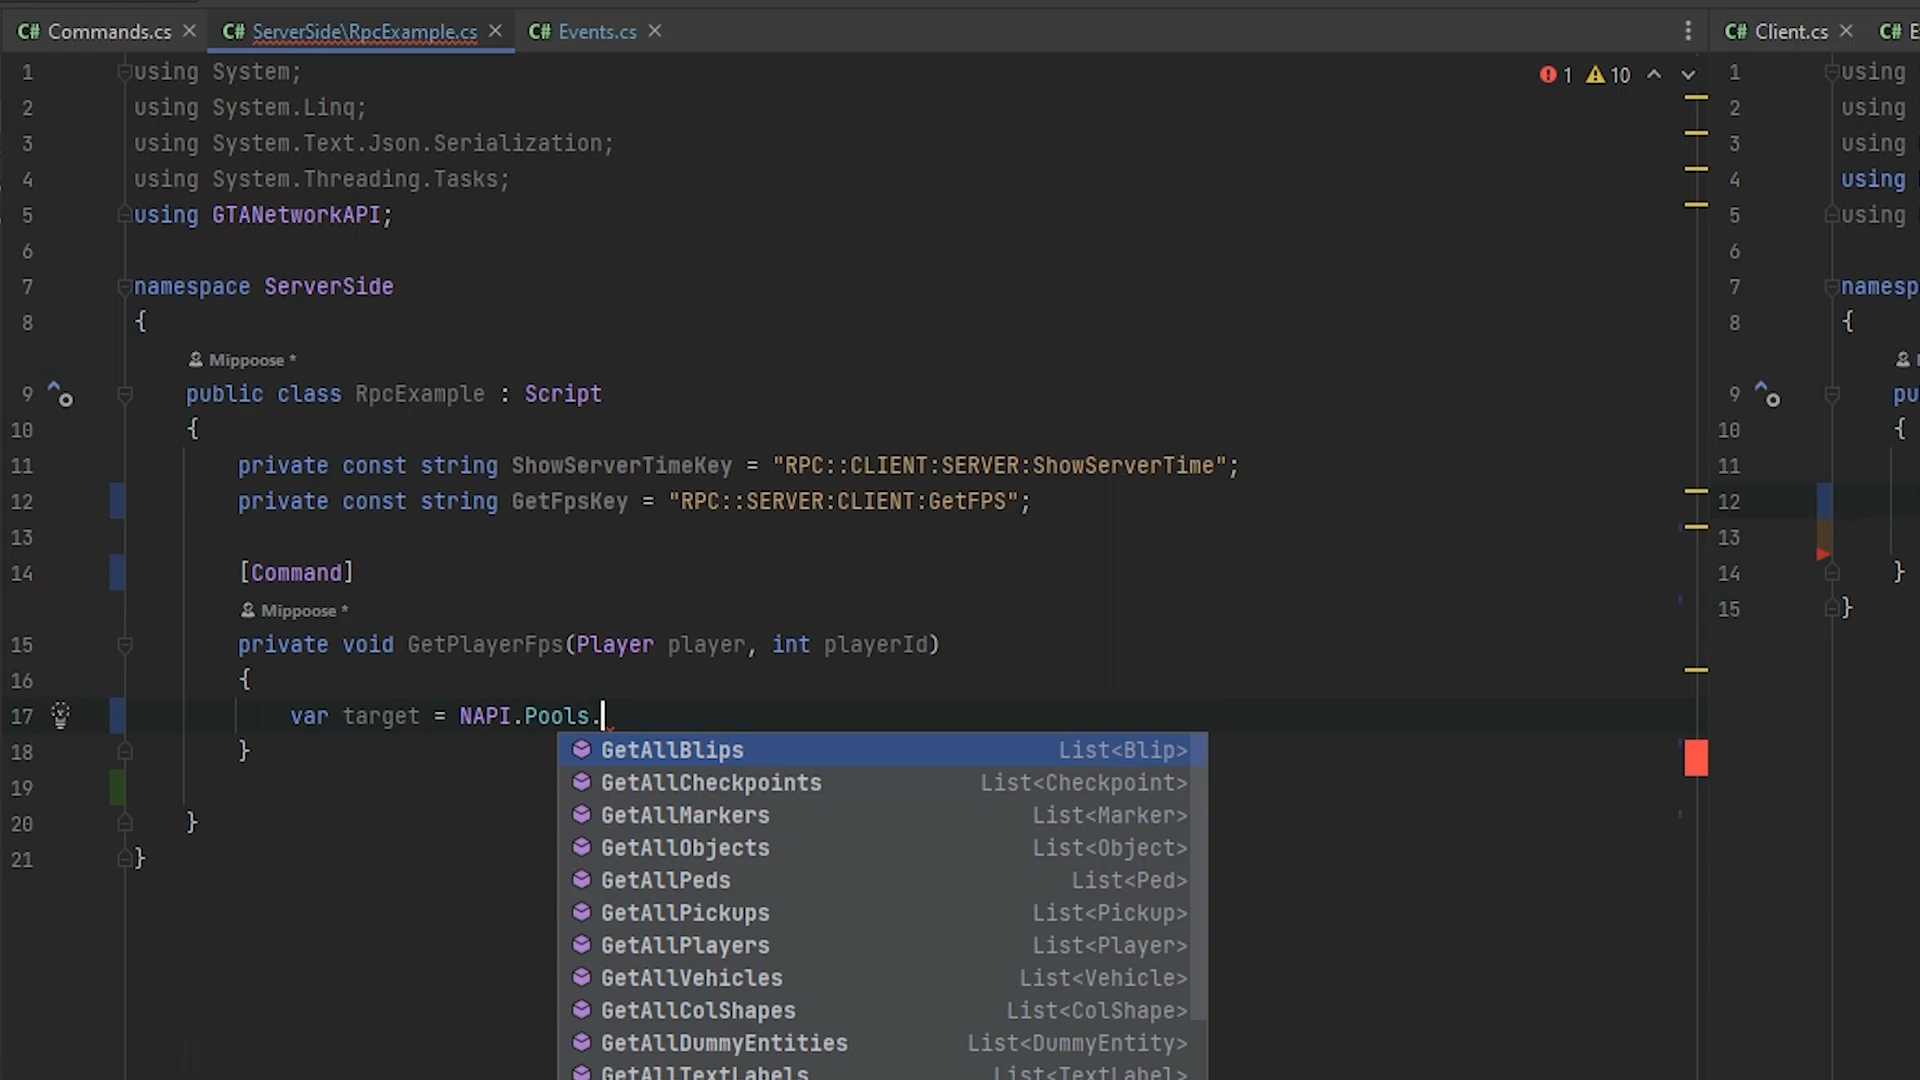 C# Commands.cs
C# ServerSide\RpcExample.cs
C# Events.cs
1 using System;
2 using System.Linq;
3 using System.Text.Json.Serialization;
4 using System.Threading.Tasks;
5 using GTANetworkAPI;
6
7 namespace ServerSide
8 {
Mippoose *
9 public class RpcExample : Script
10 {
11 private const string ShowServerTimeKey = "RPC::CLIENT:SERVER:ShowServerTime";
12 private const string GetFpsKey = "RPC::SERVER:CLIENT:GetFPS";
13
14 [Command]
Mippoose *
15 private void GetPlayerFps(Player player, int playerId)
16 {
17 var target = NAPI.Pools.
18 }
19
20 }
21 }
1 10
GetAllBlips List<Blip>
GetAllCheckpoints List<Checkpoint>
GetAllMarkers List<Marker>
GetAllObjects List<Object>
GetAllPeds List<Ped>
GetAllPickups List<Pickup>
GetAllPlayers List<Player>
GetAllVehicles List<Vehicle>
GetAllColShapes List<ColShape>
GetAllDummyEntities List<DummyEntity>
GetAllTextLabels List<TextLabel>
C# Client.cs
C# E
1 using
2 using
3 using
4 using
5 using
6
7 namesp
8 {
9 pu
10 {
11
12
13
14 }
15 }